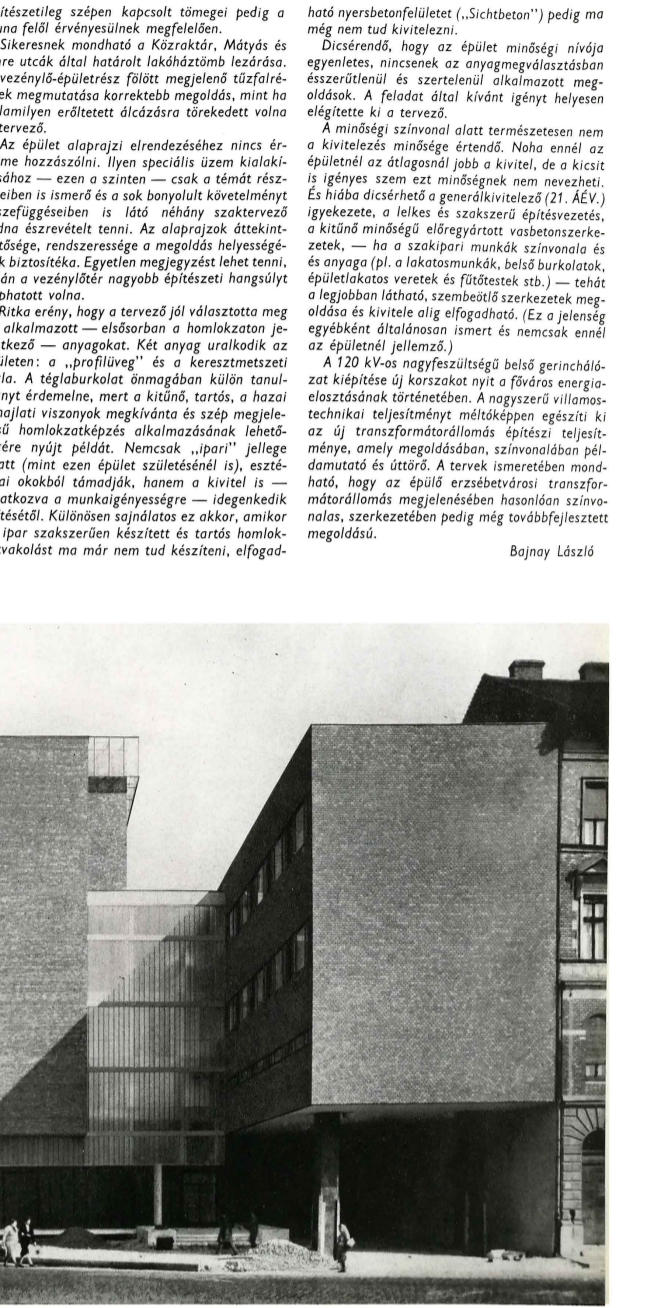 ítészetileg szépen kapcsolt tömegei pedig a
una felől érvényesülnek megfelelően.
Sikeresnek mondható a Közraktár, Mátyás és
re utcák által határolt lakóháztömb lezárása.
vezénylő-épületrész fölött megjelenő tűzfalré-
ek megmutatása korrektebb megoldás, mint ha
lamilyen erőltetett álcázásra törekedett volna
tervező.
Az épület alaprajzi elrendezéséhez nincs ér-
me hozzászólni. Ilyen speciális üzem kialakí-
sához — ezen a szinten — csak a témát rész-
eiben is ismerő és a sok bonyolult követelményt
szefüggéseiben is látó néhány szaktervező
dna észrevételt tenni. Az alaprajzok áttekint-
tősége, rendszeressége a megoldás helyességé-
k biztosítéka. Egyetlen megjegyzést lehet tenni,
án a vezénylőtér nagyobb építészeti hangsúlyt
phatott volna.
Ritka erény, hogy a tervező jól választotta meg
alkalmazott — elsősorban a homlokzaton je-
tkező — anyagokat. Két anyag uralkodik az
ületen: a „profilüveg” és a keresztmetszeti
la. A téglaburkolat önmagában külön tanul-
nyt érdemelne, mert a kitűnő, tartós, a hazai
hajlati viszonyok megkívánta és szép megjele-
sű homlokzatképzés alkalmazásának lehető-
ére nyújt példát. Nemcsak „ipari” jellege
att (mint ezen épület születésénél is), eszté-
ai okokból támadják, hanem a kivitel is —
atkozva a munkaigényességre — idegenkedik
ítésétől. Különösen sajnálatos ez akkor, amikor
ipar szakszerűen készített és tartós homlok-
vakolást ma már nem tud készíteni, elfogad-
ható nyersbetonfelületet („Sichtbeton”) pedig ma
még nem tud kivitelezni.
Dicsérendő, hogy az épület minőségi nívója
egyenletes, nincsenek az anyagmegválasztásban
ésszerűtlenül és szertelenül alkalmazott meg-
oldások. A feladat által kívánt igényt helyesen
elégítette ki a tervező.
A minőségi színvonal alatt természetesen nem
a kivitelezés minősége értendő. Noha ennél az
épületnél az átlagosnál jobb a kivitel, de a kicsit
is igényes szem ezt minőségnek nem nevezheti.
És hiába dicsérhető a generálkivitelező (21. ÁÉV.)
igyekezete, a lelkes és szakszerű építésvezetés,
a kitűnő minőségű előregyártott vasbetonszerke-
zetek, — ha a szakipari munkák színvonala és
és anyaga (pl. a lakatosmunkák, belső burkolatok,
épületlakatos veretek és fűtőtestek stb.) — tehát
a legjobban látható, szembeötlő szerkezetek meg-
oldása és kivitele alig elfogadható. (Ez a jelenség
egyébként általánosan ismert és nemcsak ennél
az épületnél jellemző.)
A 120 kV-os nagyfeszültségű belső gerinchálo-
zat kiépítése új korszakot nyit a főváros energia-
elosztásának történetében. A nagyszerű villamos-
technikai teljesítményt méltóképpen egészíti ki
az új transzformátorállomás építészi teljesít-
ménye, amely megoldásában, színvonalában pél-
damutató és úttörő. A tervek ismeretében mond-
ható, hogy az épülő erzsébetvárosi transzfor-
mátorállomás megjelenésében hasonlóan színvo-
nalas, szerkezetében pedig még továbbfejlesztett
megoldású.
Bajnay László